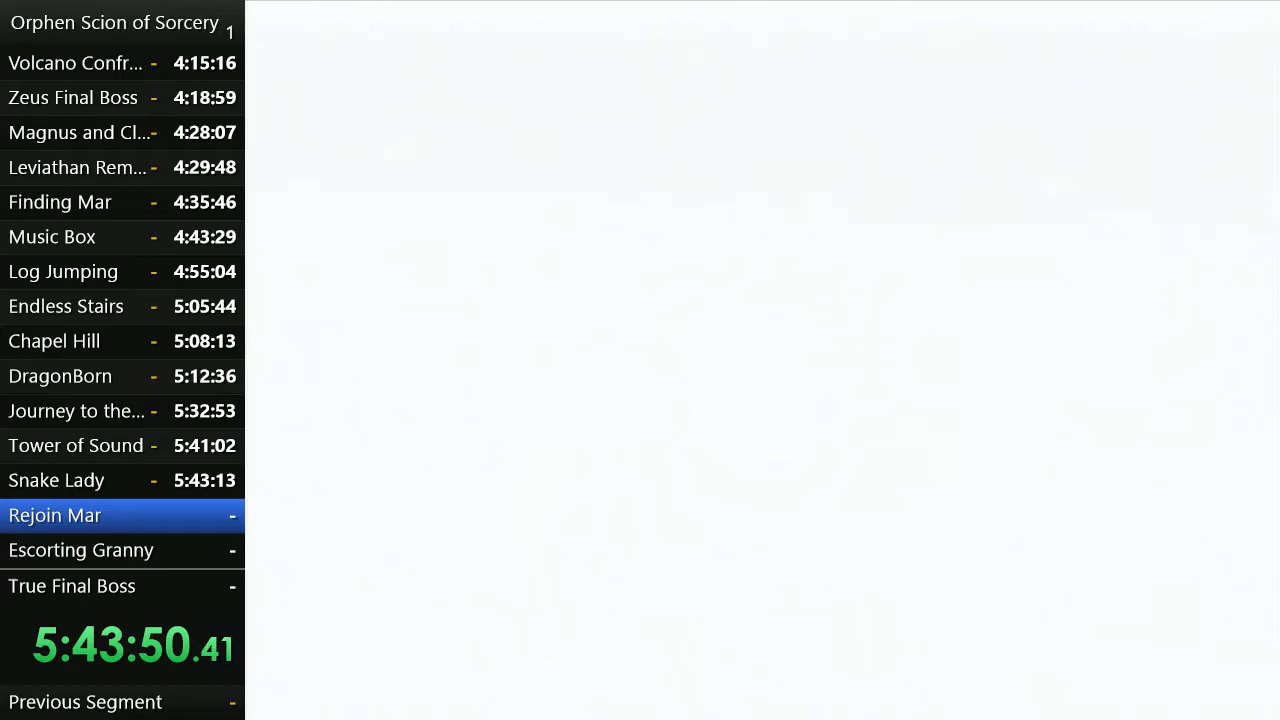 Orphen Scion of Sorcery 1
Volcano Confr... - 4:15:16
Zeus Final Boss - 4:18:59
Magnus and Cl... - 4:28:07
Leviathan Rem... - 4:29:48
Finding Mar - 4:35:46
Music Box - 4:43:29
Log Jumping - 4:55:04
Endless Stairs - 5:05:44
Chapel Hill - 5:08:13
DragonBorn - 5:12:36
Journey to the... - 5:32:53
Tower of Sound - 5:41:02
Snake Lady - 5:43:13
Rejoin Mar -
Escorting Granny -
True Final Boss -
5:43:50.41
Previous Segment -